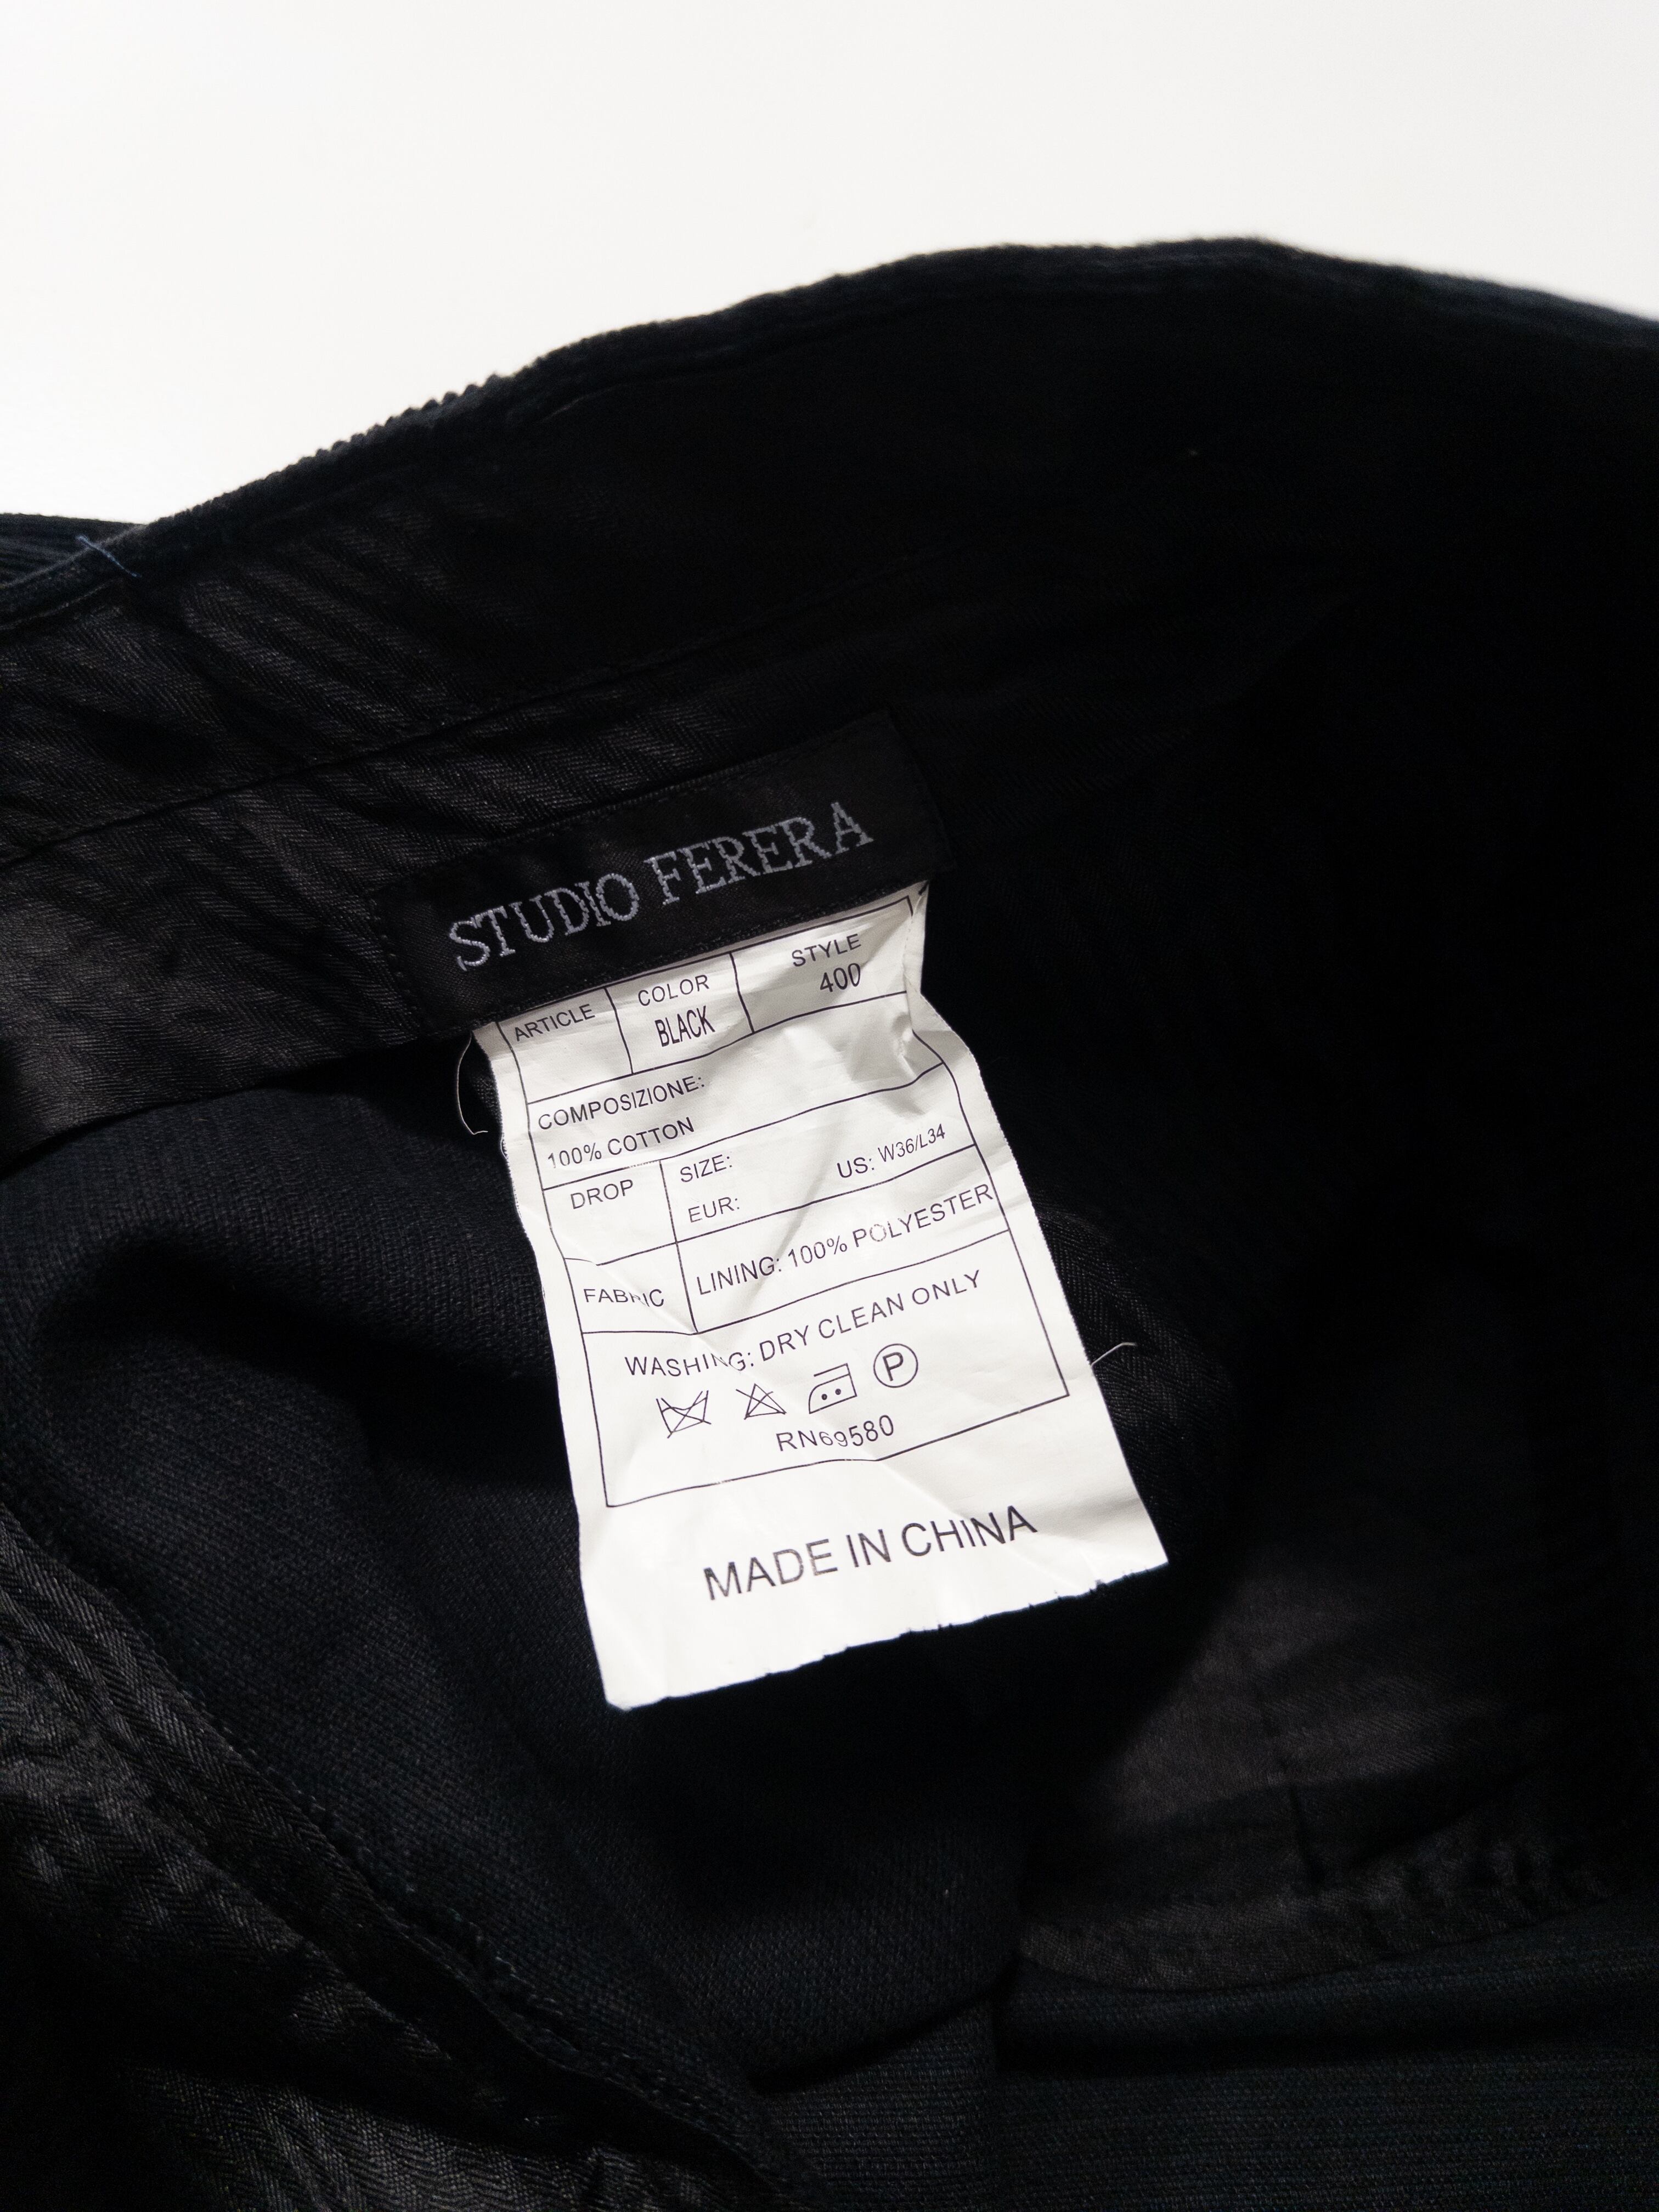 STUDIO FERERA
ARTICLE
COLOR
BLACK
STYLE
400
COMPOSIZIONE:
100% COTTON
DROP
SIZE:
US: W36/L34
EUR:
FABRIC
LINING: 100% POLYESTER
WASHING: DRY CLEAN ONLY
P
RN69580
MADE IN CHINA